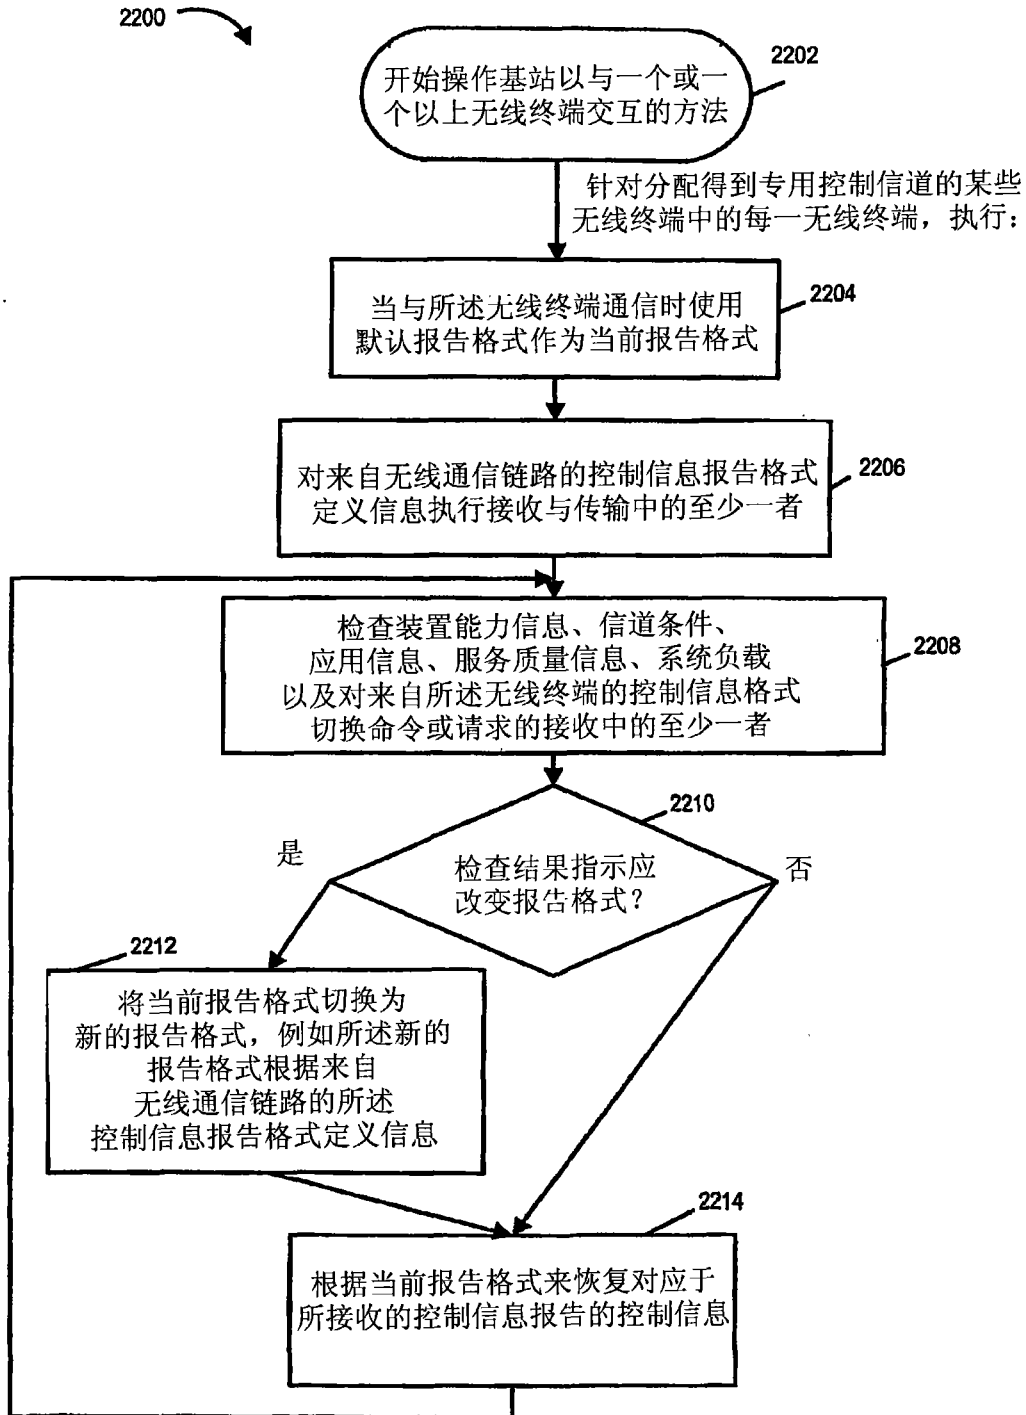 2200
2202
开始操作基站以与一个或一
个以上无线终端交互的方法
针对分配得到专用控制信道的某些
无线终端中的每一无线终端，执行：
2204
当与所述无线终端通信时使用
默认报告格式作为当前报告格式
2206
对来自无线通信链路的控制信息报告格式
定义信息执行接收与传输中的至少一者
2208
检查装置能力信息、信道条件、
应用信息、服务质量信息、系统负载
以及对来自所述无线终端的控制信息格式
切换命令或请求的接收中的至少一者
2210
检查结果指示应
改变报告格式？
是
否
2212
将当前报告格式切换为
新的报告格式，例如所述新的
报告格式根据来自
无线通信链路的所述
控制信息报告格式定义信息
2214
根据当前报告格式来恢复对应于
所接收的控制信息报告的控制信息